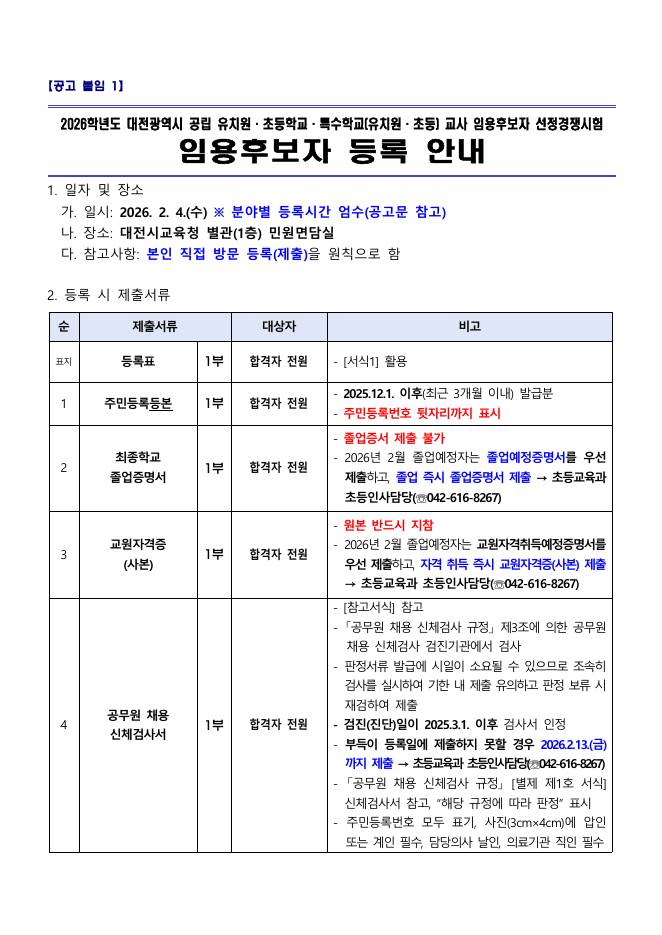 【공고 붙임 1】
2026학년도 대전광역시 공립 유치원·초등학교·특수학교(유치원·초등) 교사 임용후보자 선정경쟁시험
임용후보자 등록 안내
1. 일자 및 장소
가. 일시: 2026. 2. 4.(수) ※ 분야별 등록시간 엄수(공고문 참고)
나. 장소: 대전시교육청 별관(1층) 민원면담실
다. 참고사항: 본인 직접 방문 등록(제출)을 원칙으로 함
2. 등록 시 제출서류
순 제출서류 대상자 비고
표지 등록표 1부 합격자 전원 - [서식1] 활용
1 주민등록등본 1부 합격자 전원
- 2025.12.1. 이후(최근 3개월 이내) 발급분
- 주민등록번호 뒷자리까지 표시
2 최종학교
졸업증명서
1부 합격자 전원
- 졸업증서 제출 불가
- 2026년 2월 졸업예정자는 졸업예정증명서를 우선
제출하고, 졸업 즉시 졸업증명서 제출 → 초등교육과
초등인사담당(☏042-616-8267)
3 교원자격증
(사본)
1부 합격자 전원
- 원본 반드시 지참
- 2026년 2월 졸업예정자는 교원자격취득예정증명서를
우선 제출하고, 자격 취득 즉시 교원자격증(사본) 제출
→ 초등교육과 초등인사담당(☏042-616-8267)
4 공무원 채용
신체검사서
1부 합격자 전원
- [참고서식] 참고
- 「공무원 채용 신체검사 규정」 제3조에 의한 공무원
채용 신체검사 검진기관에서 검사
- 판정서류 발급에 시일이 소요될 수 있으므로 조속히
검사를 실시하여 기한 내 제출 유의하고 판정 보류 시
재검하여 제출
- 검진(진단)일이 2025.3.1. 이후 검사서 인정
- 부득이 등록일에 제출하지 못할 경우 2026.2.13.(금)
까지 제출 → 초등교육과 초등인사담당(☏042-616-8267)
- 「공무원 채용 신체검사 규정」 [별제 제1호 서식]
신체검사서 참고, “해당 규정에 따라 판정” 표시
- 주민등록번호 모두 표기, 사진(3cm×4cm)에 압인
또는 계인 필수, 담당의사 날인, 의료기관 직인 필수